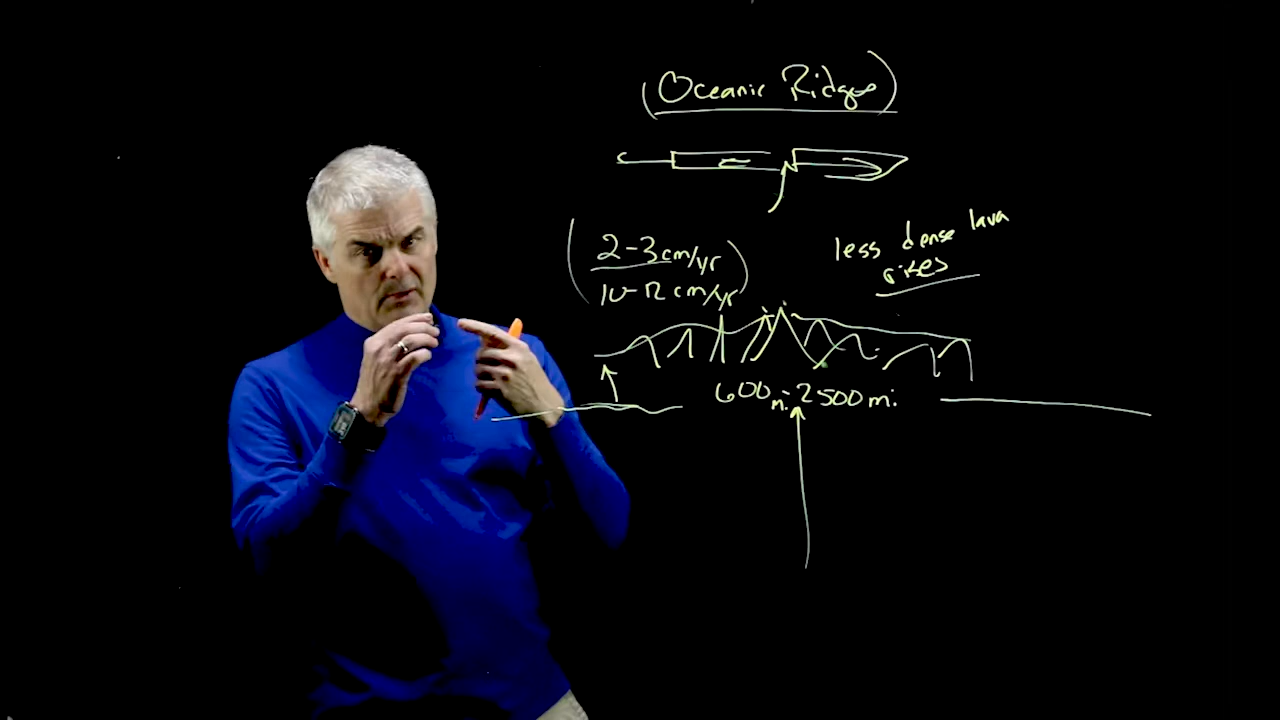 (Oceanic Ridges)
2-3 cm/yr
10-12 cm/yr
less dense lava
rises
600 mi - 2500 mi